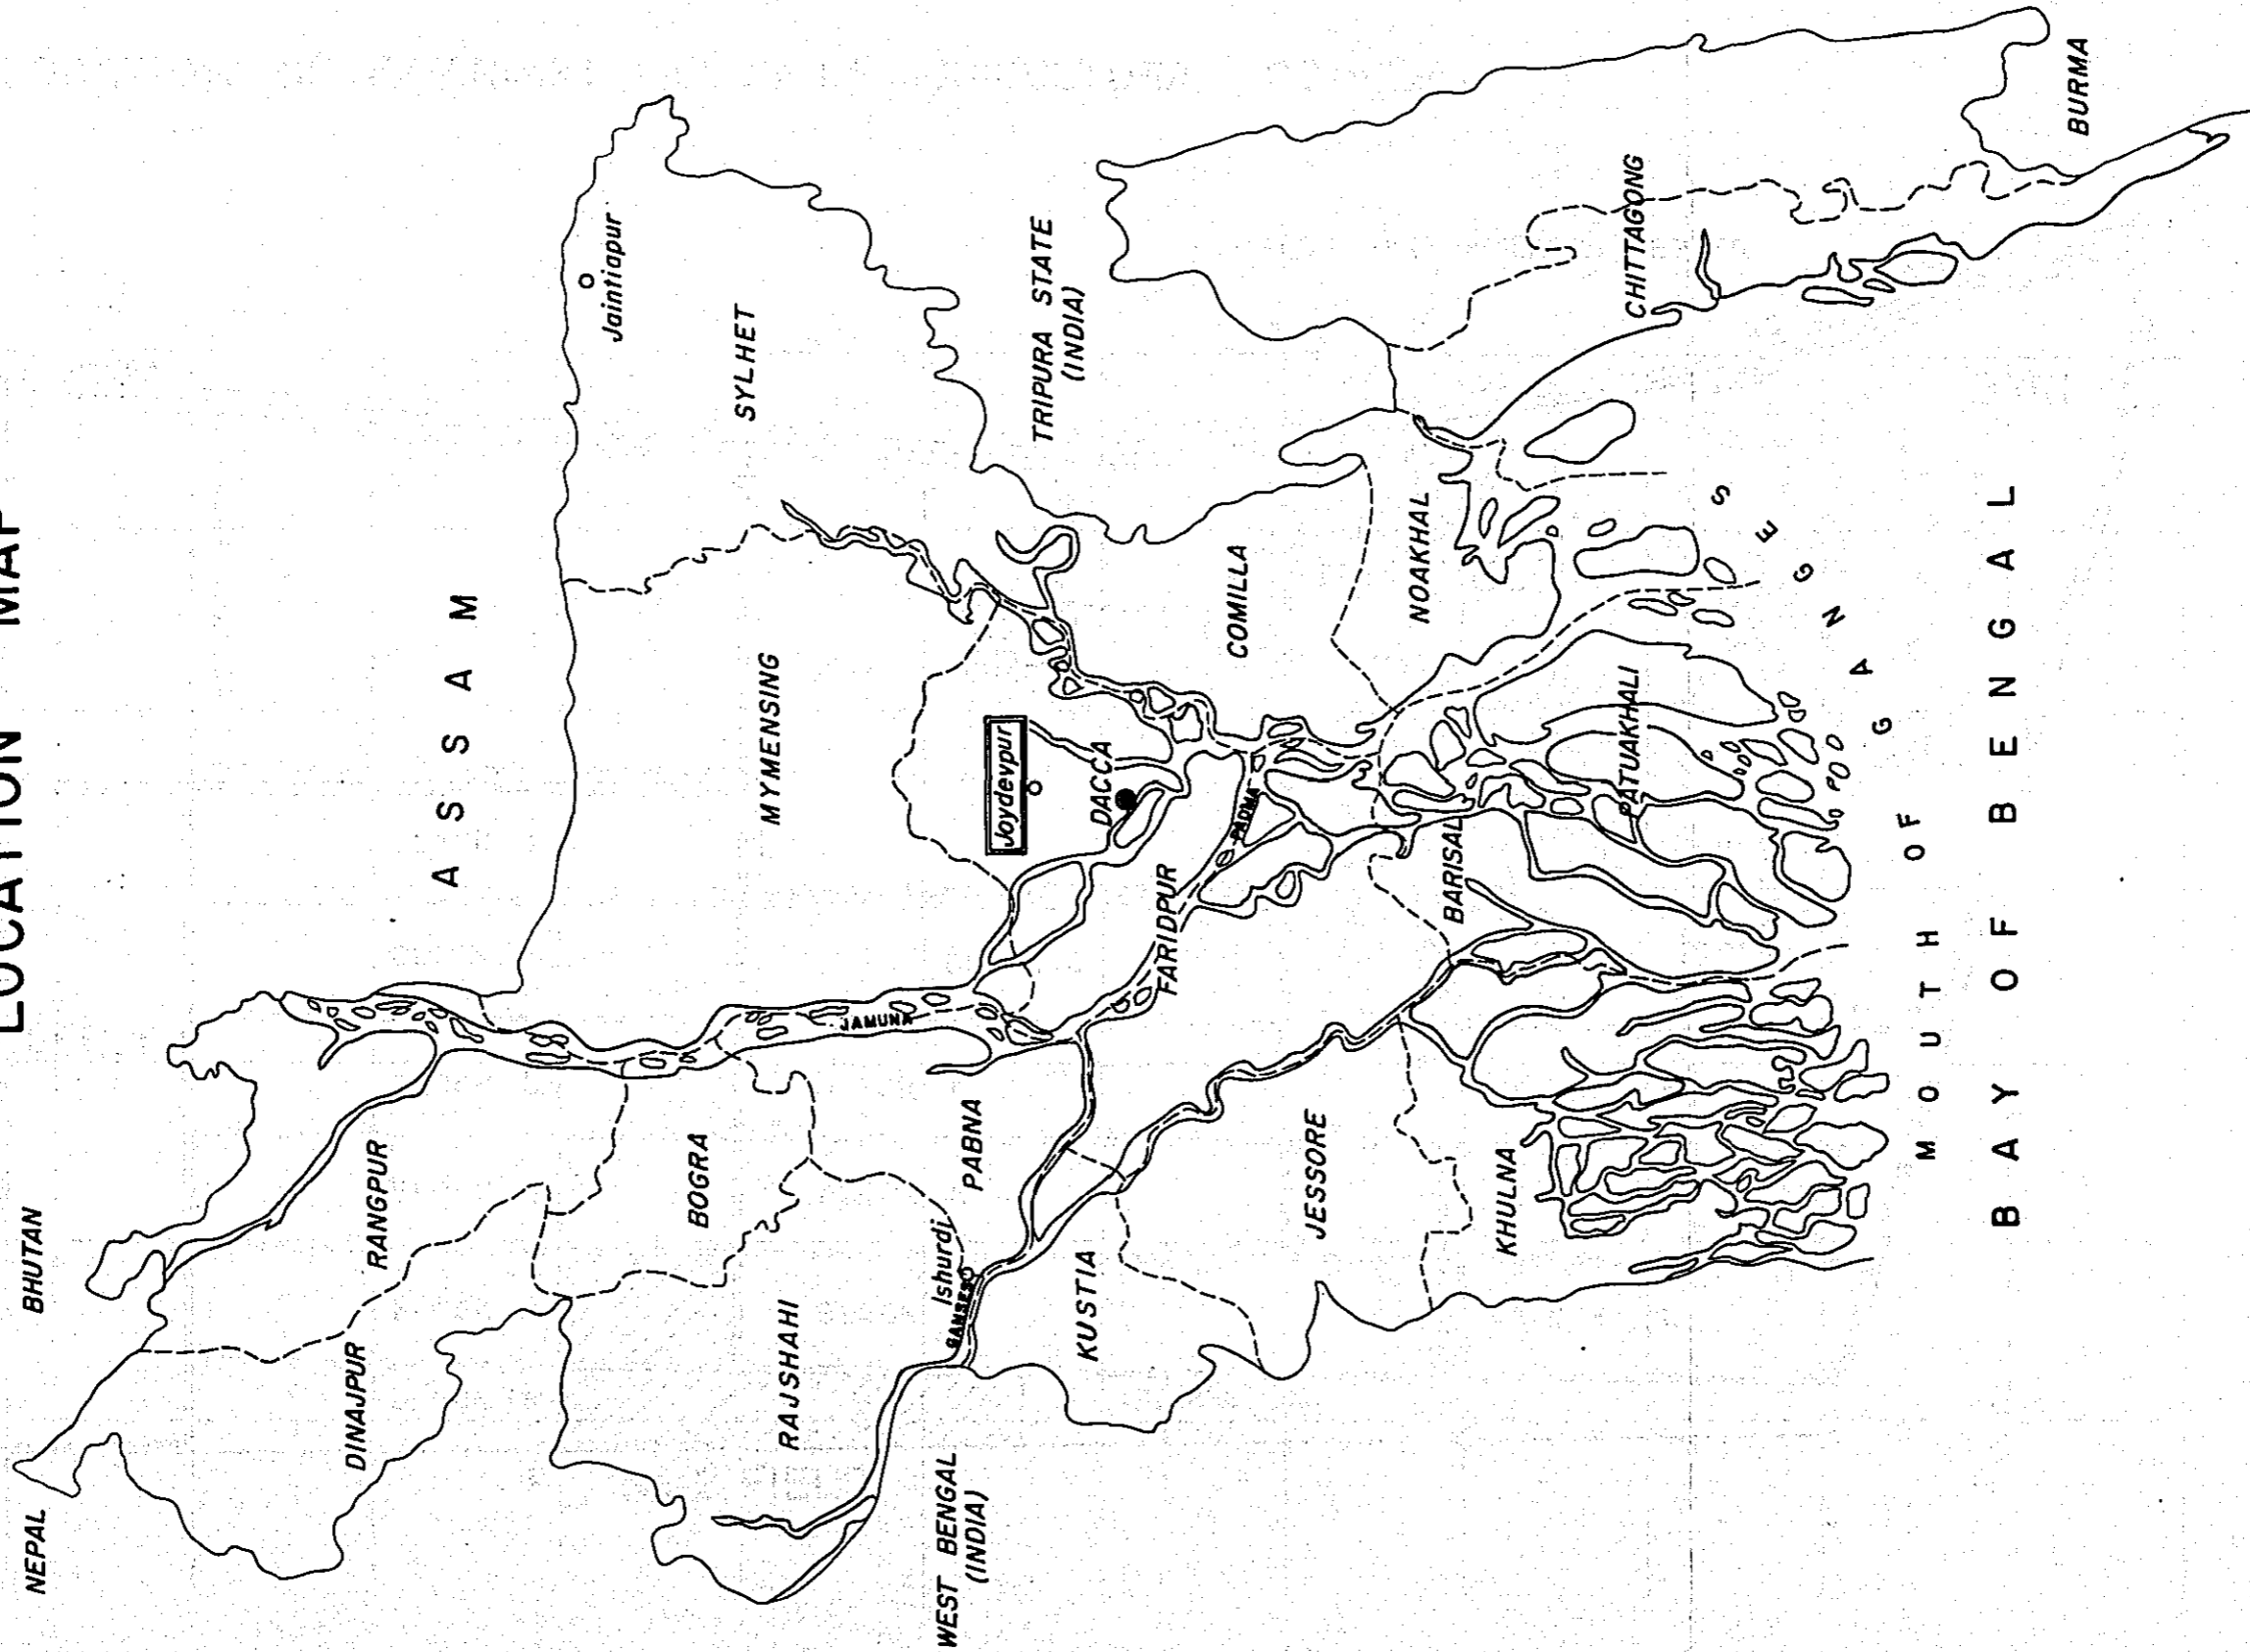 LOCATION MAP
NEPAL
BHUTAN
ASSAM
DINAJPUR
RANGPUR
Jaintiapur
BOGRA
SYLHET
MYMENSING
RAJSHAHI
JAMUNA
Ishurdi
GANGES
PABNA
Joydevpur
WEST BENGAL
(INDIA)
TRIPURA STATE
(INDIA)
KUSTIA
DACCA
FARIDPUR
PADMA
COMILLA
JESSORE
NOAKHAL
BARISAL
KHULNA
PATUAKHALI
CHITTAGONG
MOUTH OF GANGES
BAY OF BENGAL
BURMA